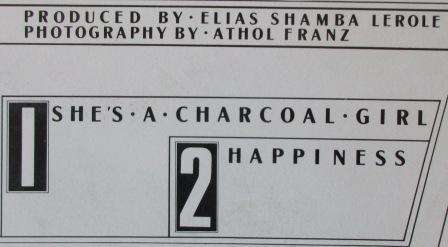 PRODUCED BY · ELIAS SHAMBA LEROLE
PHOTOGRAPHY BY · ATHOL FRANZ
1 SHE'S · A · CHARCOAL · GIRL
2 HAPPINESS